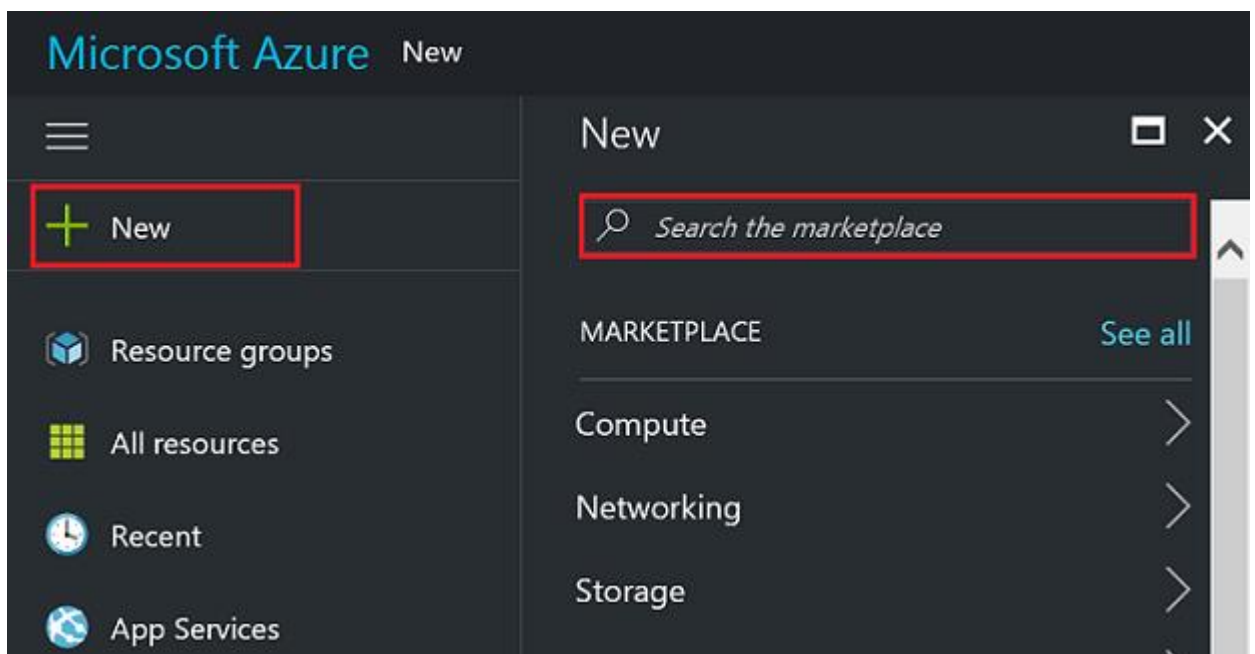 Microsoft Azure New
New
New
Search the marketplace
MARKETPLACE See all
Resource groups
All resources
Recent
App Services
Compute
Networking
Storage